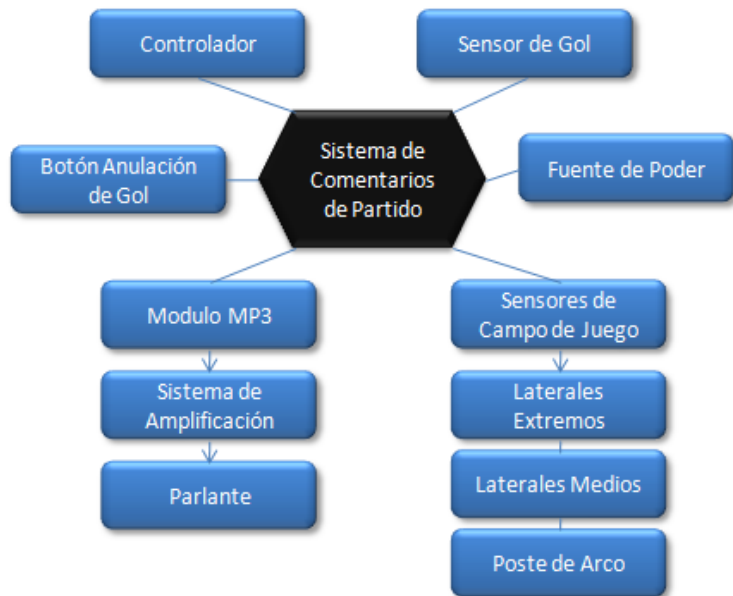 Controlador
Sensor de Gol
Sistema de
Comentarios
de Partido
Botón Anulación
de Gol
Fuente de Poder
Modulo MP3
Sistema de
Amplificación
Parlante
Sensores de
Campo de Juego
Laterales
Extremos
Laterales Medios
Poste de Arco